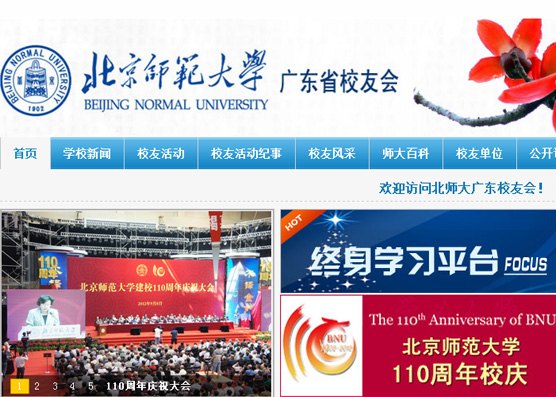 BEIJING NORMAL UNIVERSITY
1902
北京师范大学
BEIJING NORMAL UNIVERSITY
广东省校友会
首页 学校新闻 校友活动 校友活动纪事 校友风采 师大百科 校友单位 公开
欢迎访问北师大广东校友会！
110
周年
北京师范大学建校110周年庆祝大会
1 2 3 4 5 110周年庆祝大会
HOT
终身学习平台 FOCUS
The 110th Anniversary of BNU
BNU
1902-2012
北京师范大学
110周年校庆